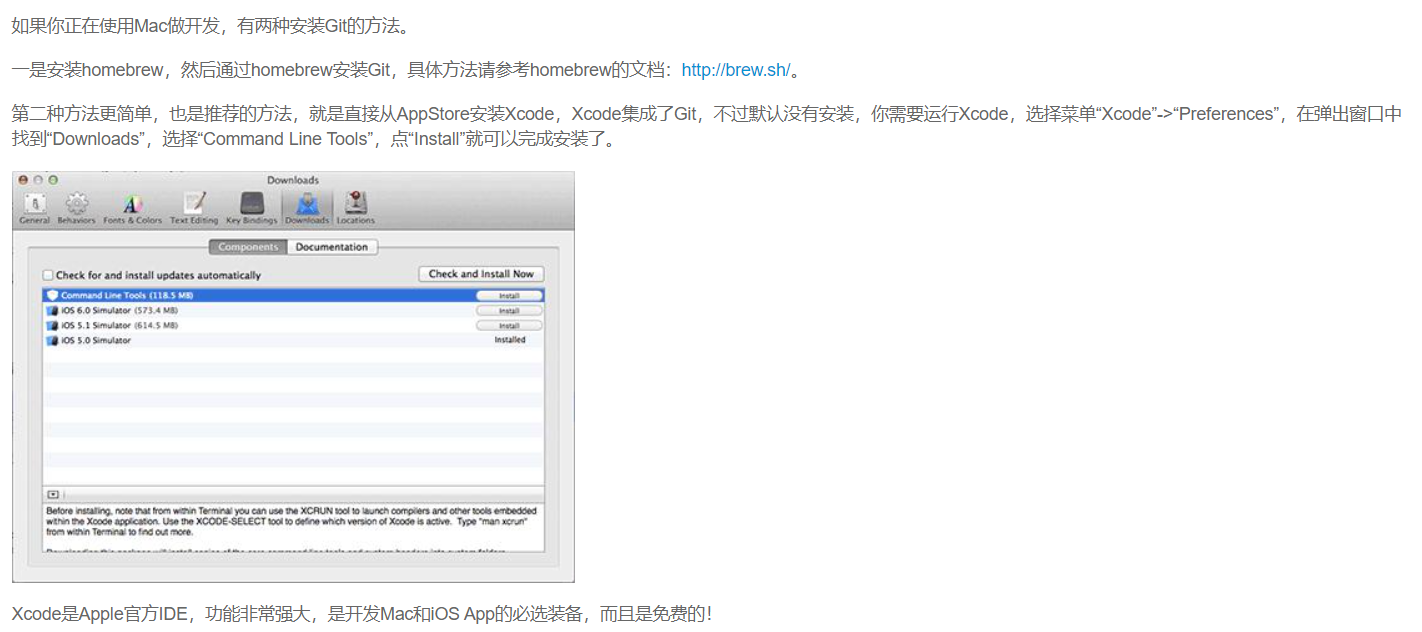 如果你正在使用Mac做开发，有两种安装Git的方法。
一是安装homebrew，然后通过homebrew安装Git，具体方法请参考homebrew的文档：http://brew.sh/。
第二种方法更简单，也是推荐的方法，就是直接从AppStore安装Xcode，Xcode集成了Git，不过默认没有安装，你需要运行Xcode，选择菜单“Xcode”->“Preferences”，在弹出窗口中
找到“Downloads”，选择“Command Line Tools”，点“Install”就可以完成安装了。
Downloads
General Behaviors Fonts & Colors Text Editing Key Bindings Downloads Locations
Components Documentation
Check for and install updates automatically Check and Install Now
Command Line Tools (118.5 MB) Install
iOS 6.0 Simulator (573.4 MB) Install
iOS 5.1 Simulator (614.5 MB) Install
iOS 5.0 Simulator Installed
Before installing, note that from within Terminal you can use the XCRUN tool to launch compilers and other tools embedded
within the Xcode application. Use the XCODE-SELECT tool to define which version of Xcode is active. Type "man xcrun"
from within Terminal to find out more.
Xcode是Apple官方IDE，功能非常强大，是开发Mac和iOS App的必选装备，而且是免费的！